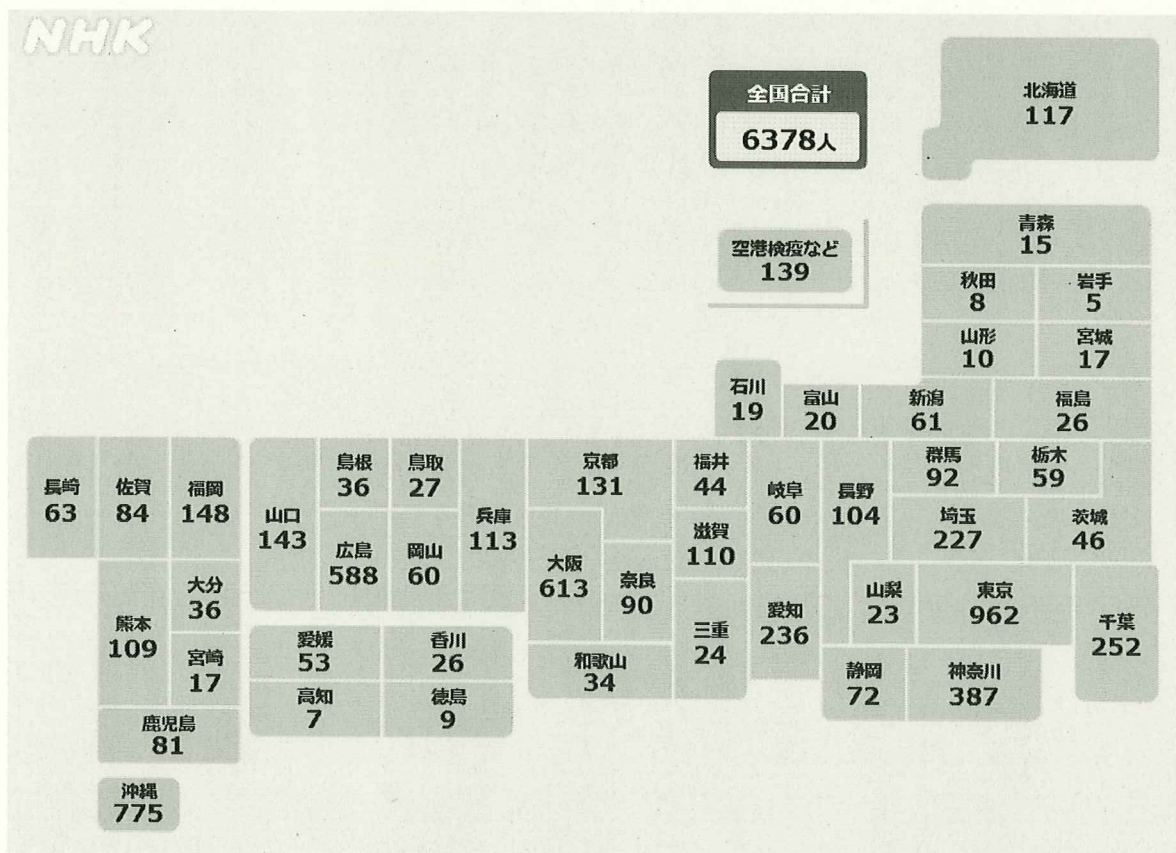 NHK
全国合計
6378人
北海道
117
空港検疫など
139
青森
15
秋田
8
岩手
5
山形
10
宮城
17
石川
19
富山
20
新潟
61
福島
26
長崎
63
佐賀
84
福岡
148
山口
143
島根
36
鳥取
27
兵庫
113
京都
131
福井
44
岐阜
60
長野
104
群馬
92
栃木
59
広島
588
岡山
60
大阪
613
奈良
90
滋賀
110
埼玉
227
茨城
46
熊本
109
大分
36
宮崎
17
愛媛
53
香川
26
和歌山
34
三重
24
愛知
236
山梨
23
東京
962
千葉
252
高知
7
徳島
9
静岡
72
神奈川
387
鹿児島
81
沖縄
775